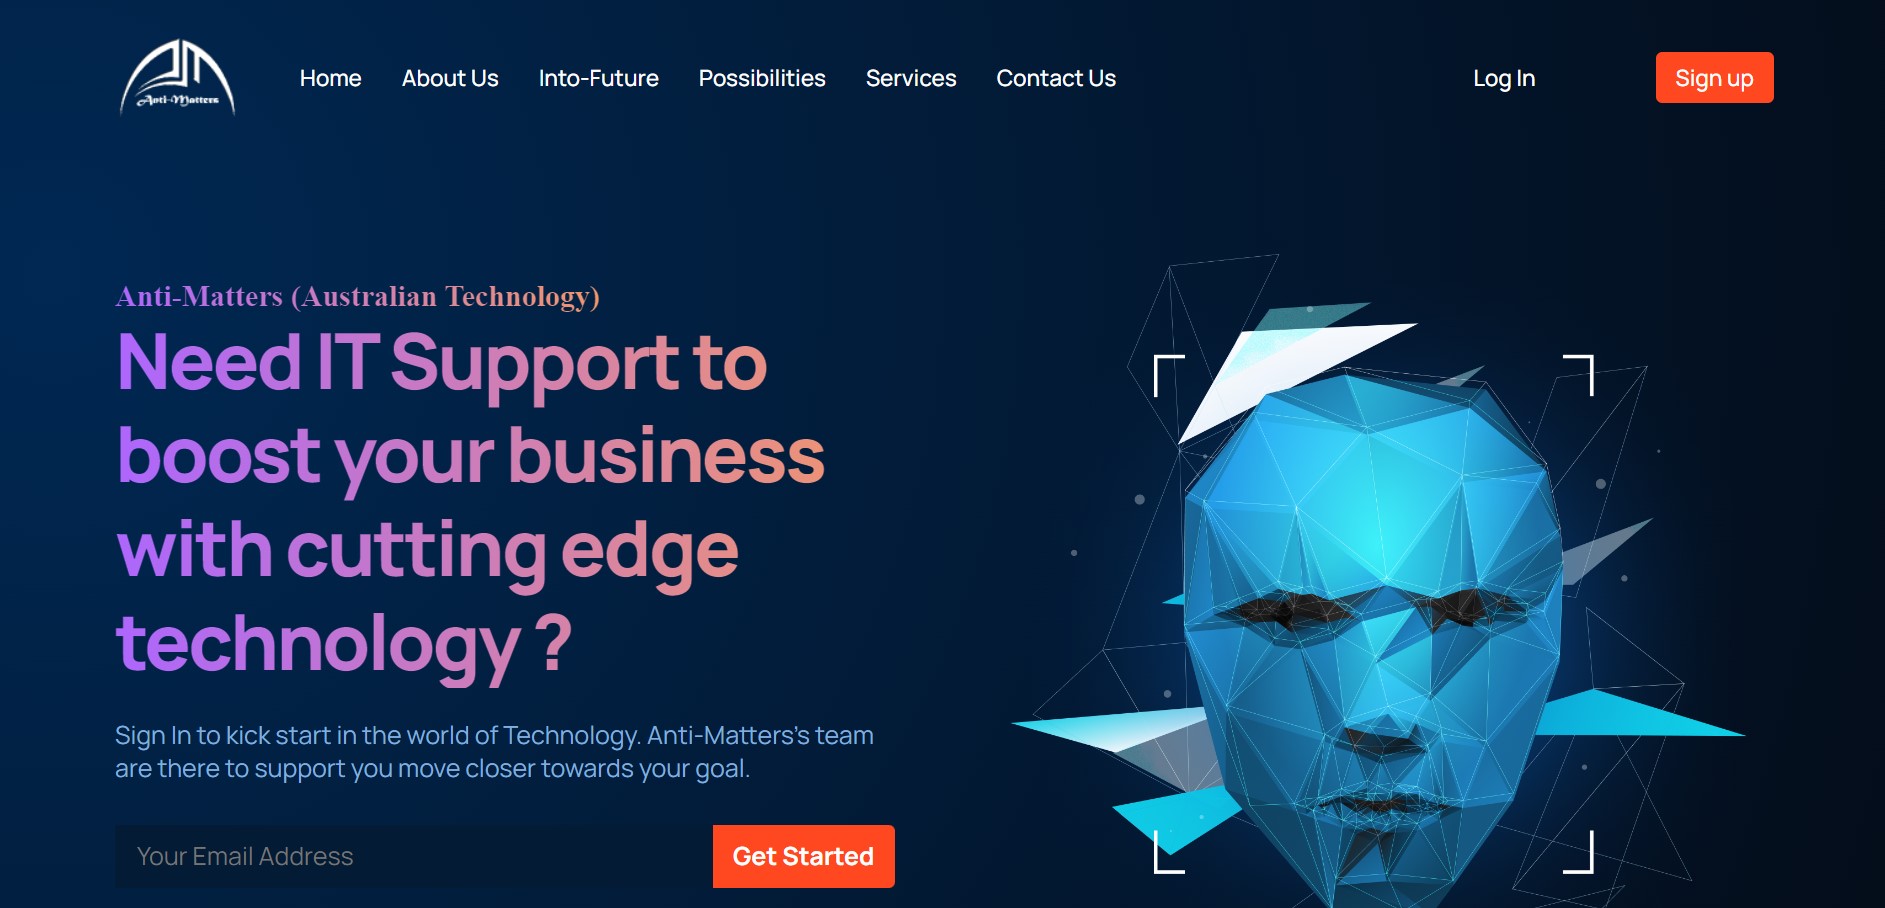 Anti-Matters
Home About Us Into-Future Possibilities Services Contact Us Log In Sign up
Anti-Matters (Australian Technology)
Need IT Support to
boost your business
with cutting edge
technology ?
Sign In to kick start in the world of Technology. Anti-Matters's team
are there to support you move closer towards your goal.
Your Email Address Get Started